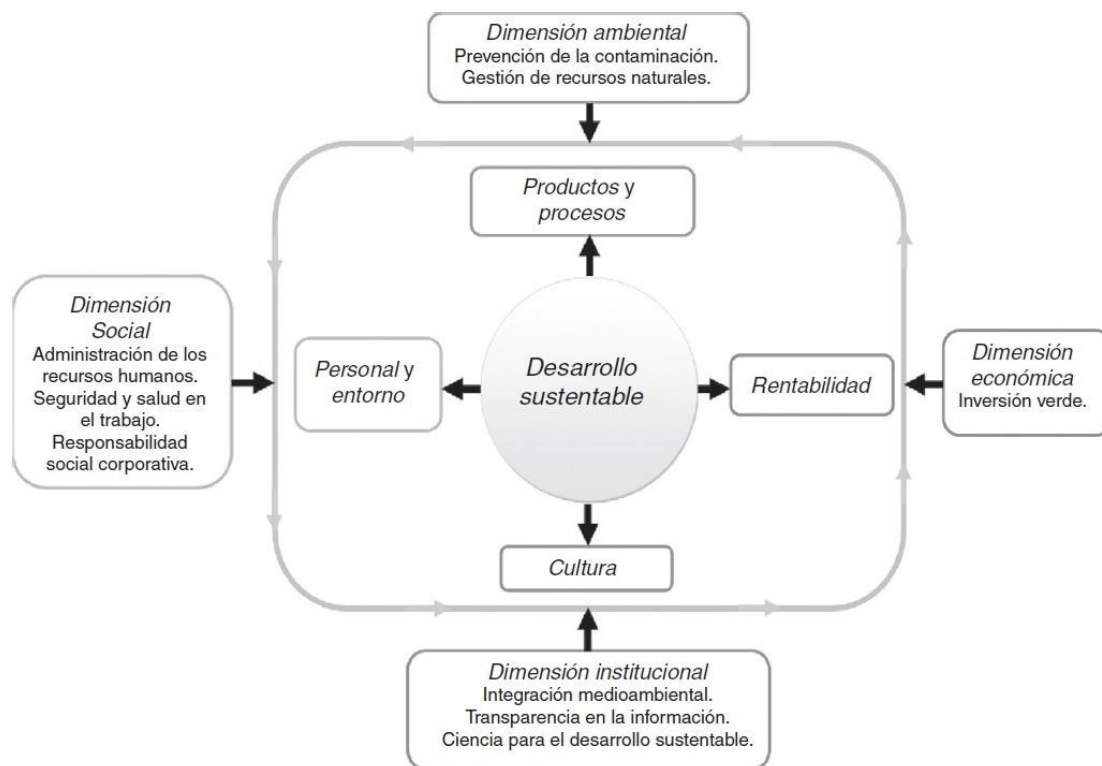 Dimensión ambiental
Prevención de la contaminación.
Gestión de recursos naturales.
Productos y
procesos
Dimensión
Social
Administración de los
recursos humanos.
Seguridad y salud en
el trabajo.
Responsabilidad
social corporativa.
Personal y
entorno
Desarrollo
sustentable
Rentabilidad
Dimensión
económica
Inversión verde.
Cultura
Dimensión institucional
Integración medioambiental.
Transparencia en la información.
Ciencia para el desarrollo sustentable.